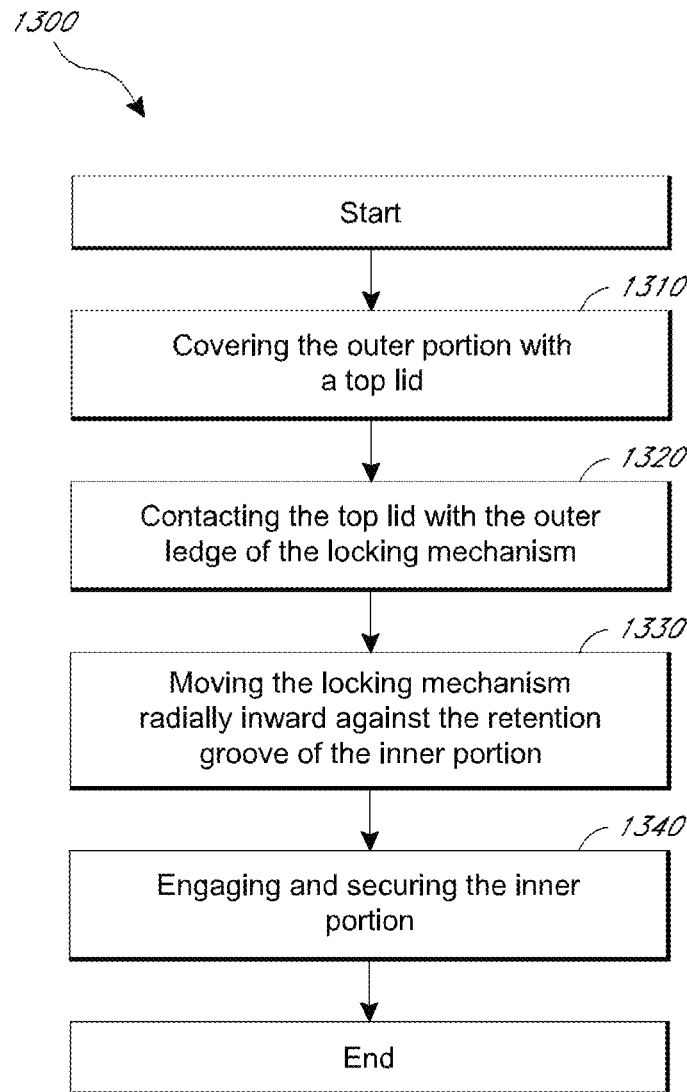 1300
Start
1310
Covering the outer portion with
a top lid
1320
Contacting the top lid with the outer
ledge of the locking mechanism
1330
Moving the locking mechanism
radially inward against the retention
groove of the inner portion
1340
Engaging and securing the inner
portion
End